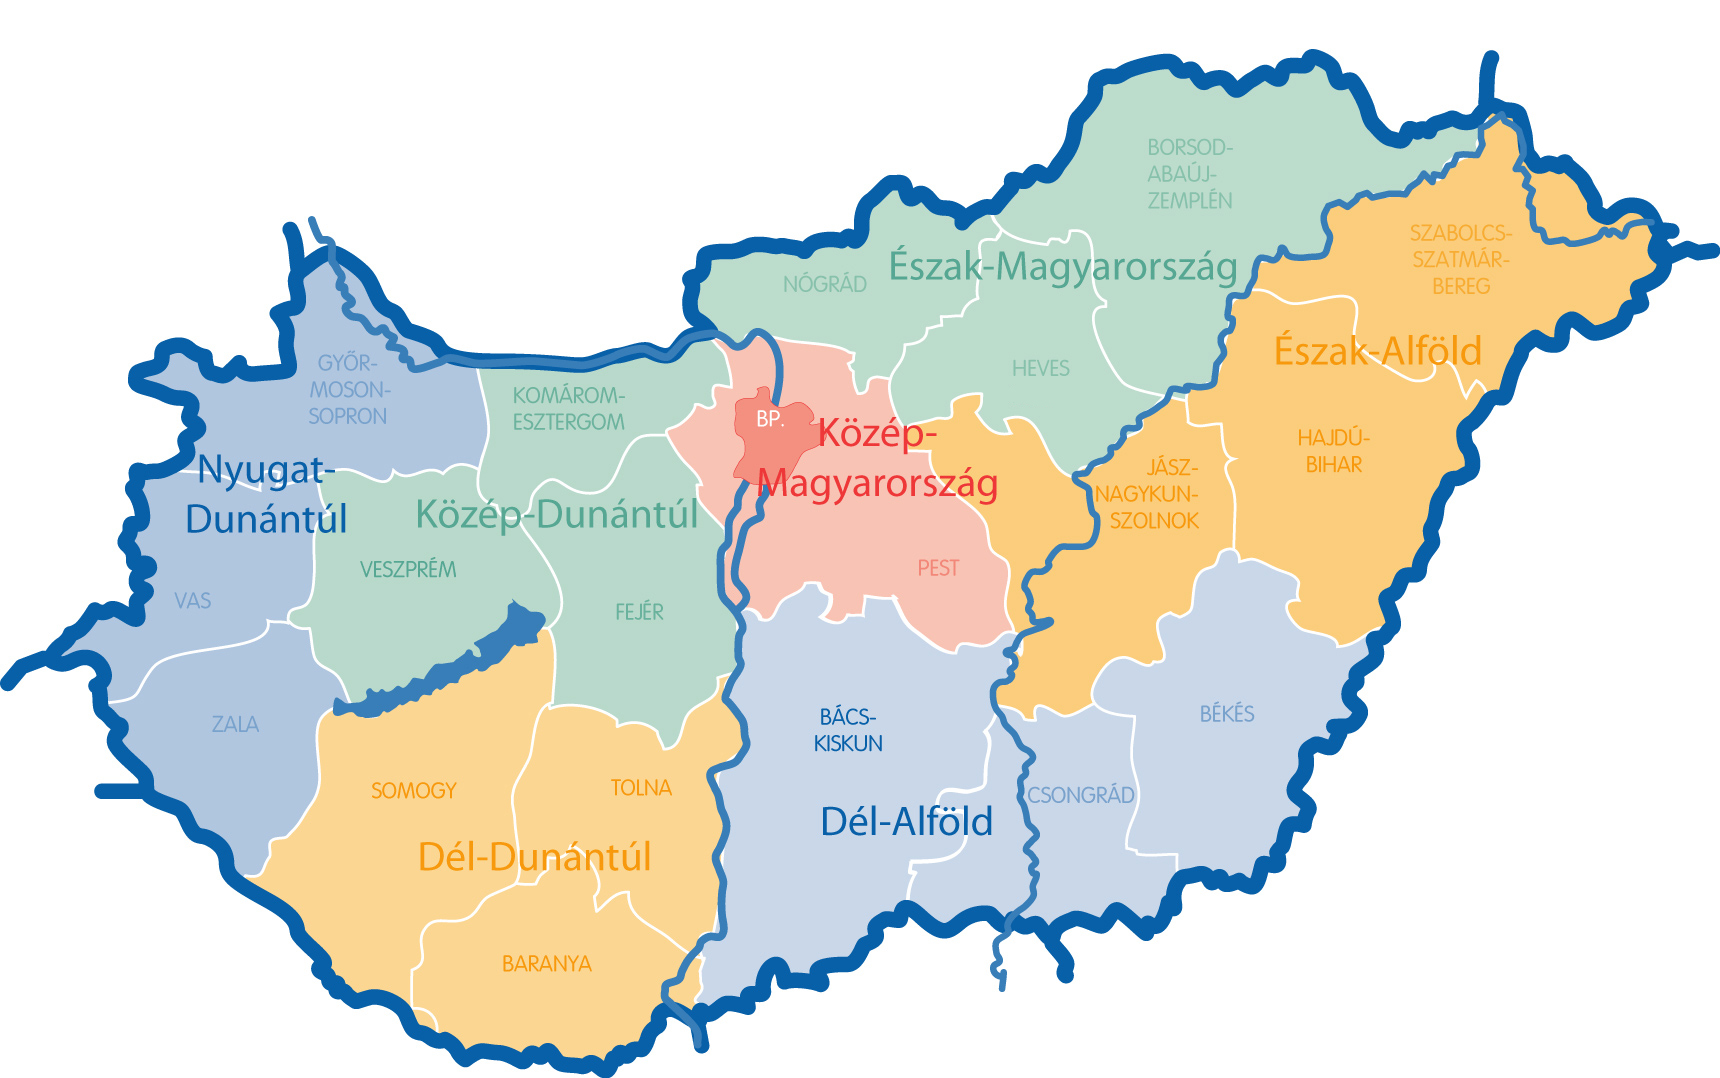 BORSOD-
ABAÚJ-
ZEMPLÉN
SZABOLCS-
SZATMÁR-
BEREG
Észak-Magyarország
NÓGRÁD
HEVES
Észak-Alföld
GYŐR-
MOSON-
SOPRON
KOMÁROM-
ESZTERGOM
BP.
Közép-
Magyarország
HAJDÚ-
BIHAR
JÁSZ-
NAGYKUN-
SZOLNOK
Nyugat-
Dunántúl
Közép-Dunántúl
VESZPRÉM
PEST
VAS
FEJÉR
ZALA
BÁCS-
KISKUN
BÉKÉS
SOMOGY
TOLNA
CSONGRÁD
Dél-Alföld
Dél-Dunántúl
BARANYA